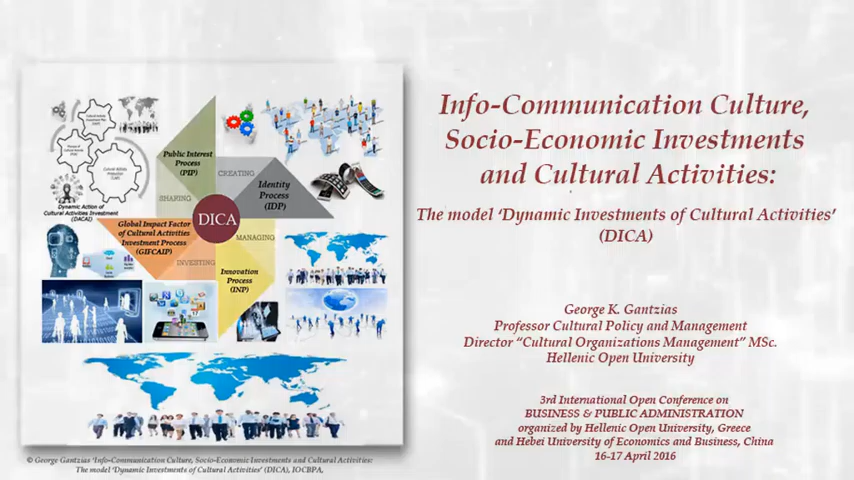 Info-Communication Culture,
Socio-Economic Investments
and Cultural Activities:
The model ‘Dynamic Investments of Cultural Activities’
(DICA)
George K. Gantzias
Professor Cultural Policy and Management
Director “Cultural Organizations Management” MSc.
Hellenic Open University
3rd International Open Conference on
BUSINESS & PUBLIC ADMINISTRATION
organized by Hellenic Open University, Greece
and Hebei University of Economics and Business, China
16-17 April 2016
Public Interest
Process
(PIP)
CREATING
Identity
Process
(IDP)
SHARING
Dynamic Action of
Cultural Activities Investment
(DACAI)
DICA
Global Impact Factor
of Cultural Activities
Investment Process
(GIFCAIP)
MANAGING
INVESTING
Innovation
Process
(INP)
© George Gantzias ‘Info-Communication Culture, Socio-Economic Investments and Cultural Activities:
The model ‘Dynamic Investments of Cultural Activities’ (DICA), IOCBPA,